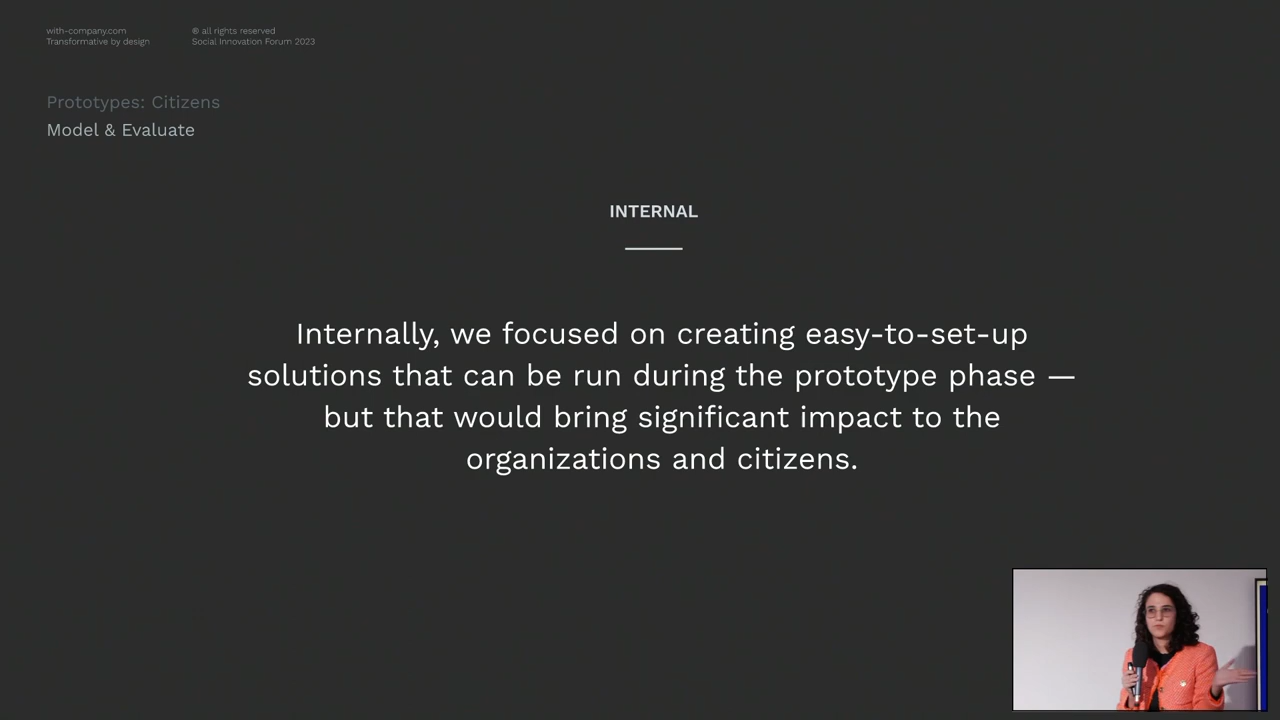 with-company.com
Transformative by design
® all rights reserved
Social Innovation Forum 2023
Prototypes: Citizens
Model & Evaluate
INTERNAL
Internally, we focused on creating easy-to-set-up
solutions that can be run during the prototype phase —
but that would bring significant impact to the
organizations and citizens.